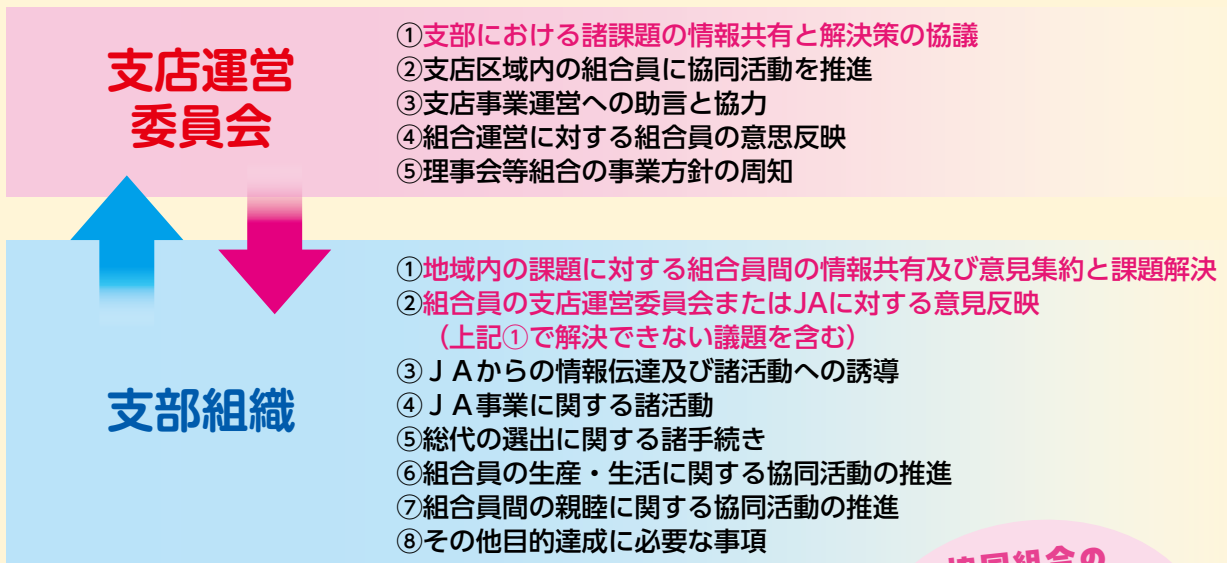 支店運営
委員会
①支部における諸課題の情報共有と解決策の協議
②支店区域内の組合員に協同活動を推進
③支店事業運営への助言と協力
④組合運営に対する組合員の意思反映
⑤理事会等組合の事業方針の周知
支部組織
①地域内の課題に対する組合員間の情報共有及び意見集約と課題解決
②組合員の支店運営委員会またはJAに対する意見反映
（上記①で解決できない議題を含む）
③ＪＡからの情報伝達及び諸活動への誘導
④ＪＡ事業に関する諸活動
⑤総代の選出に関する諸手続き
⑥組合員の生産・生活に関する協同活動の推進
⑦組合員間の親睦に関する協同活動の推進
⑧その他目的達成に必要な事項
協同組合の